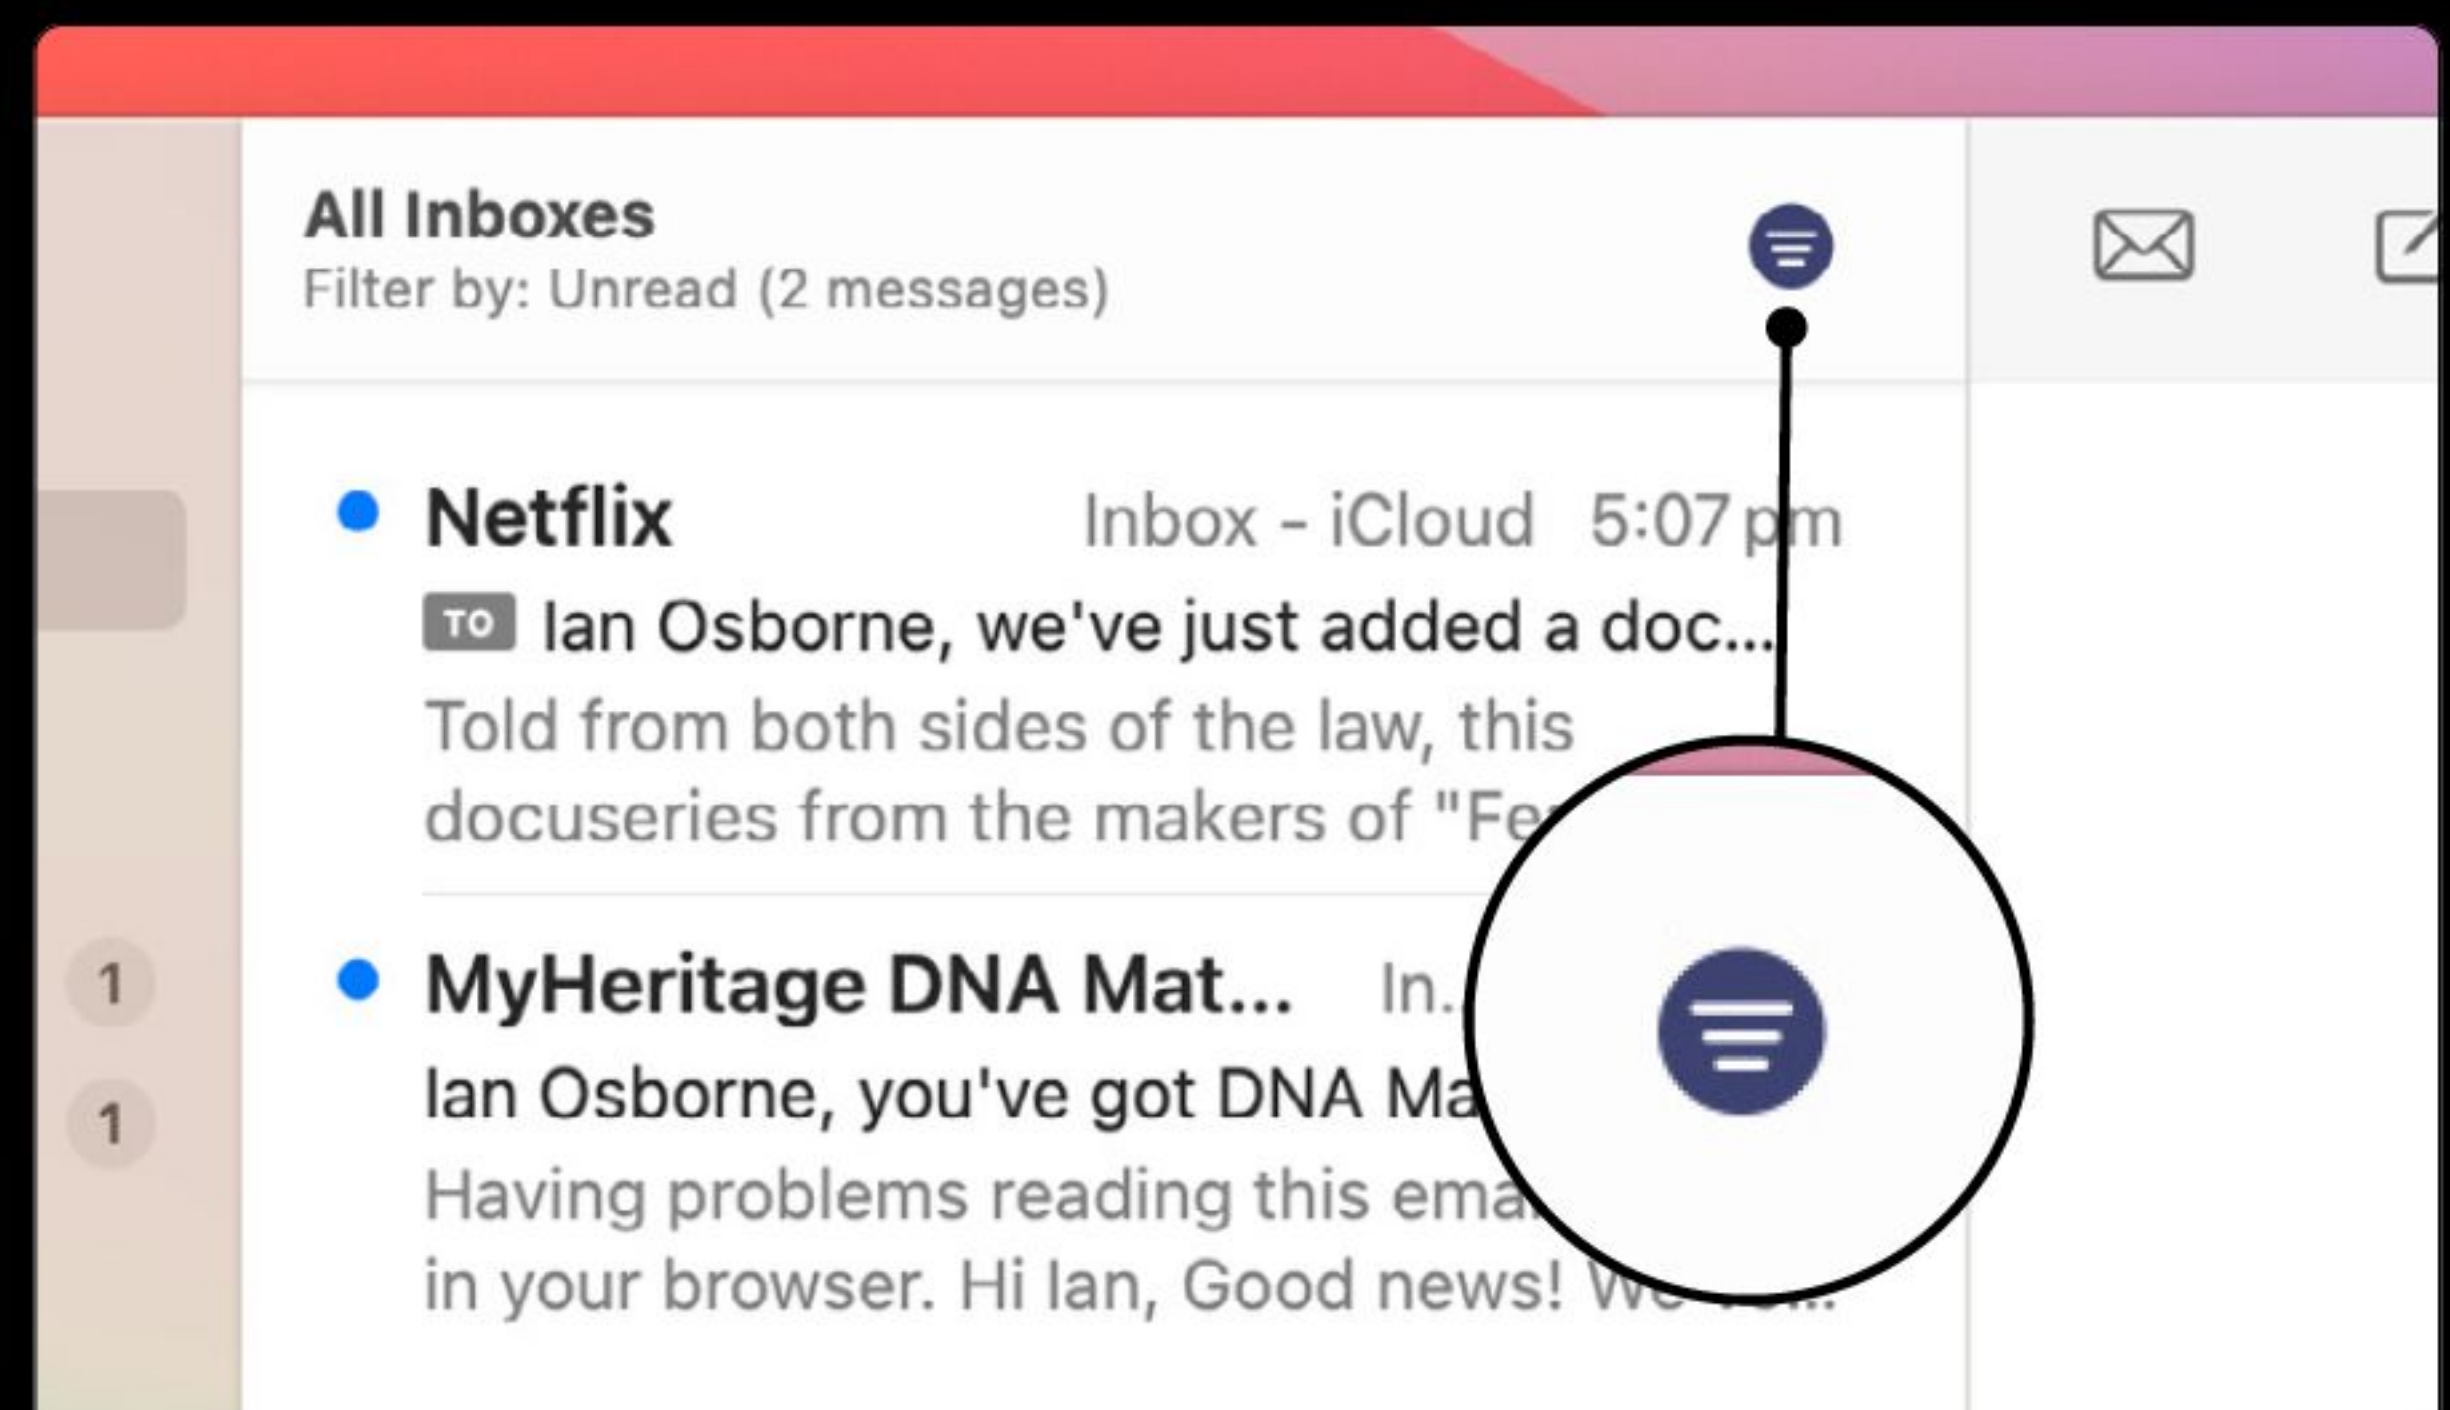 All Inboxes
Filter by: Unread (2 messages)
Netflix Inbox – iCloud 5:07 pm
TO Ian Osborne, we've just added a doc...
Told from both sides of the law, this
docuseries from the makers of "Fe
MyHeritage DNA Mat... In.
1
Ian Osborne, you've got DNA Ma
1
Having problems reading this ema
in your browser. Hi Ian, Good news!